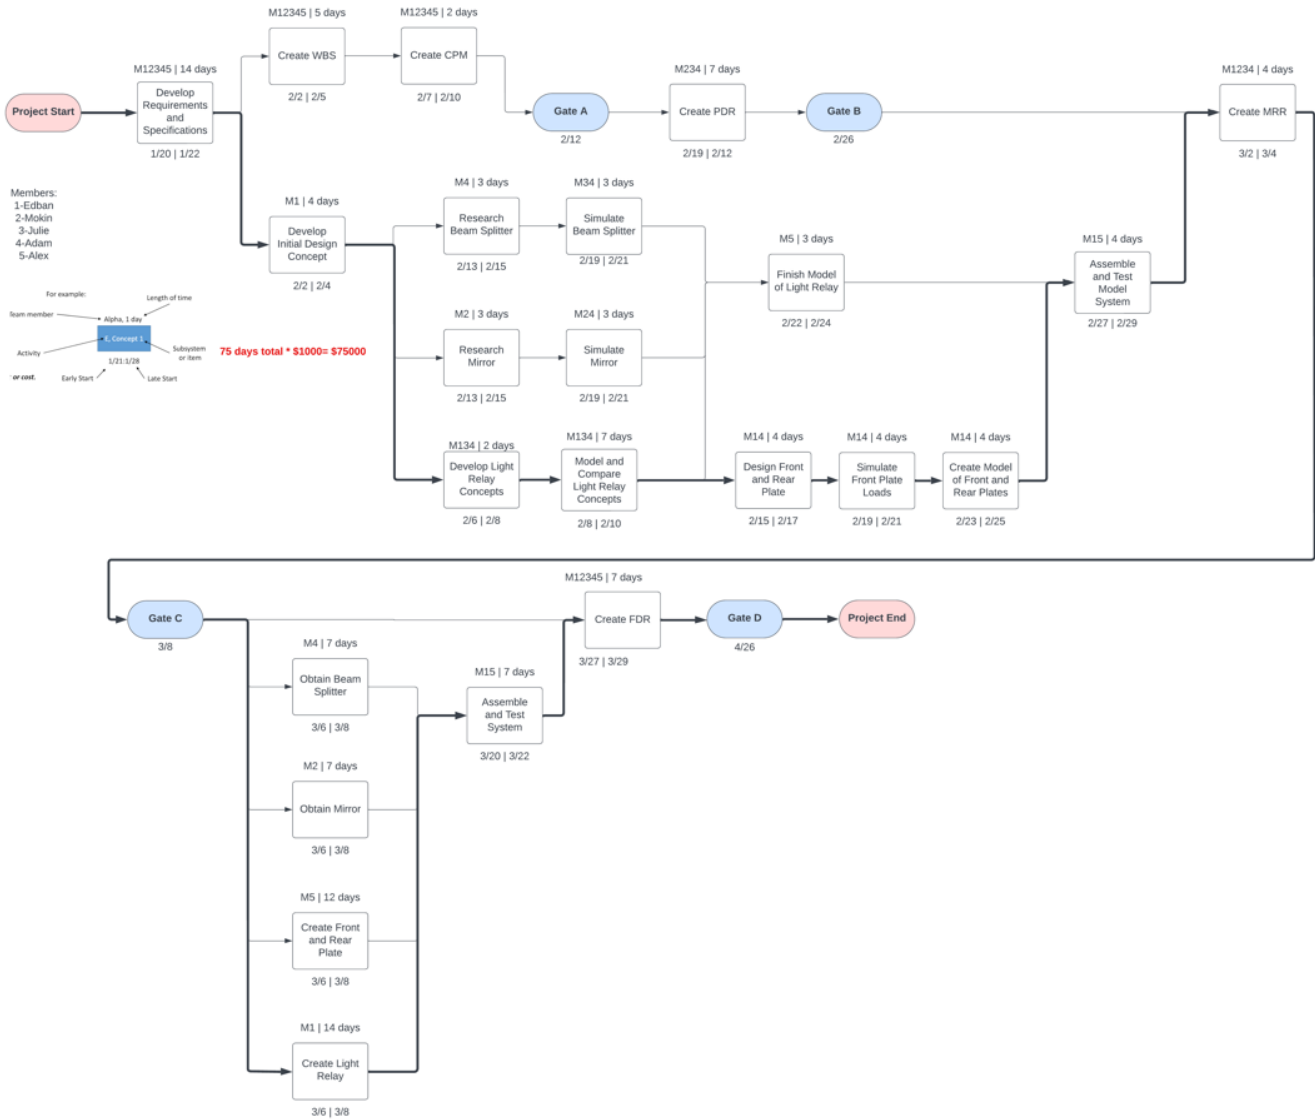 M12345 | 5 days
Create WBS
2/2 | 2/5
M12345 | 2 days
Create CPM
2/7 | 2/10
M12345 | 14 days
Develop
Requirements
and
Specifications
1/20 | 1/22
Project Start
Gate A
2/12
M234 | 7 days
Create PDR
2/19 | 2/12
Gate B
2/26
M1234 | 4 days
Create MRR
3/2 | 3/4
Members:
1-Edban
2-Mokin
3-Julie
4-Adam
5-Alex
M1 | 4 days
Develop
Initial Design
Concept
2/2 | 2/4
M4 | 3 days
Research
Beam Splitter
2/13 | 2/15
M34 | 3 days
Simulate
Beam Splitter
2/19 | 2/21
M5 | 3 days
Finish Model
of Light Relay
2/22 | 2/24
M15 | 4 days
Assemble
and Test
Model
System
2/27 | 2/29
For example:
Length of time
Team member
Alpha, 1 day
E, Concept 1
Activity
Subsystem
or item
1/21:1/28
or cost.
Early Start
Late Start
75 days total * $1000= $75000
M2 | 3 days
Research
Mirror
2/13 | 2/15
M24 | 3 days
Simulate
Mirror
2/19 | 2/21
M134 | 2 days
Develop Light
Relay
Concepts
2/6 | 2/8
M134 | 7 days
Model and
Compare
Light Relay
Concepts
2/8 | 2/10
M14 | 4 days
Design Front
and Rear
Plate
2/15 | 2/17
M14 | 4 days
Simulate
Front Plate
Loads
2/19 | 2/21
M14 | 4 days
Create Model
of Front and
Rear Plates
2/23 | 2/25
Gate C
3/8
M12345 | 7 days
Create FDR
3/27 | 3/29
Gate D
4/26
Project End
M4 | 7 days
Obtain Beam
Splitter
3/6 | 3/8
M15 | 7 days
Assemble
and Test
System
3/20 | 3/22
M2 | 7 days
Obtain Mirror
3/6 | 3/8
M5 | 12 days
Create Front
and Rear
Plate
3/6 | 3/8
M1 | 14 days
Create Light
Relay
3/6 | 3/8